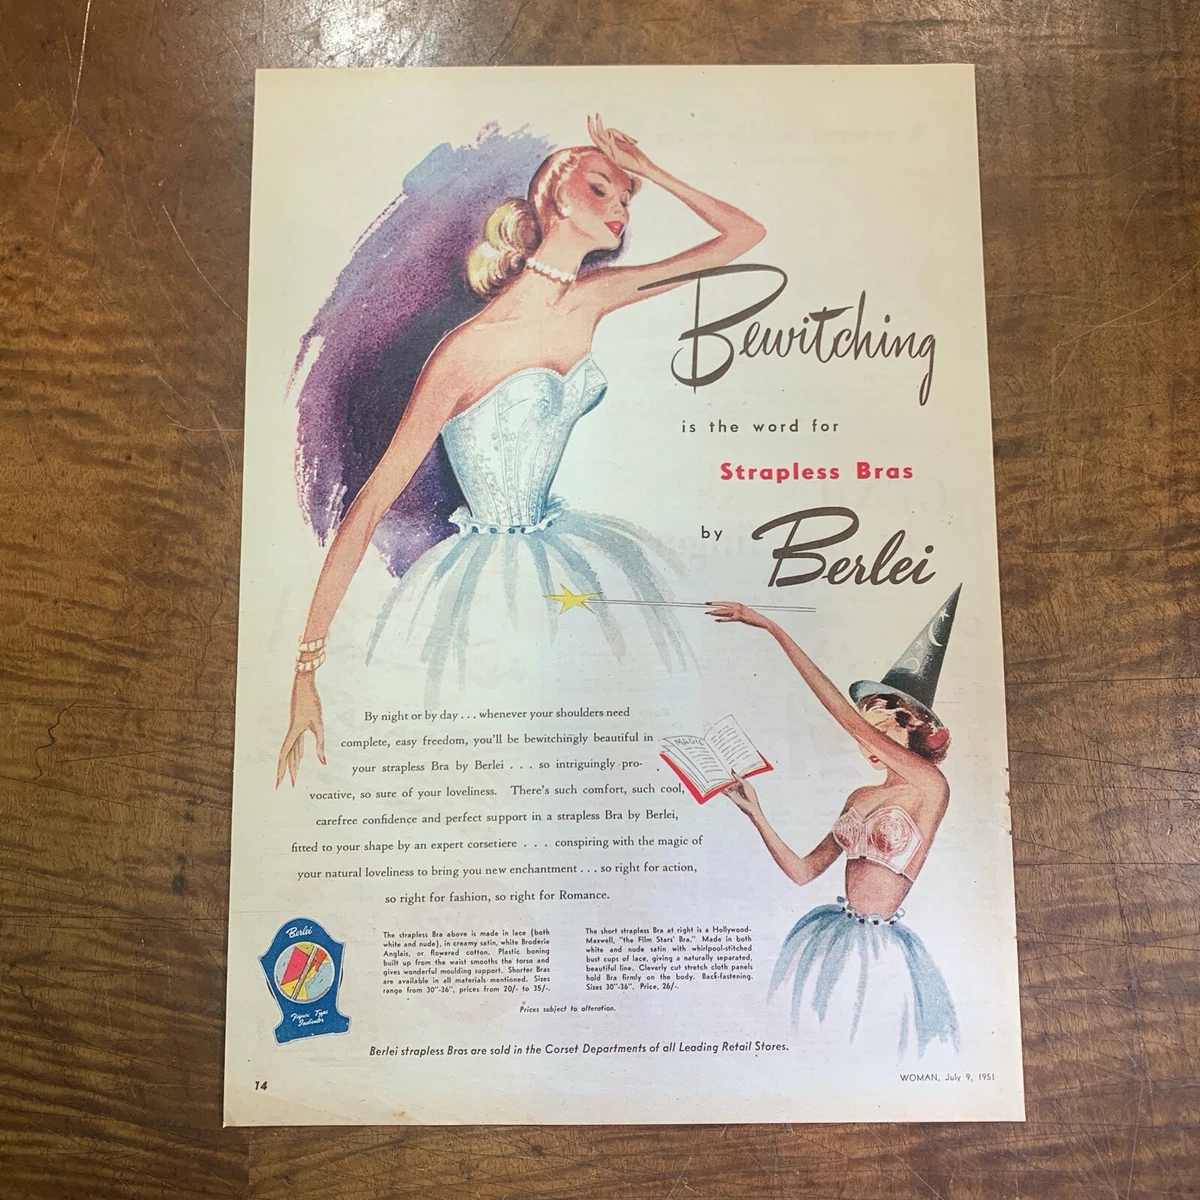 Bewitching
is the word for
Strapless Bras
by Berlei
MAGIC
By night or by day . . . whenever your shoulders need
complete, easy freedom, you'll be bewitchingly beautiful in
your strapless Bra by Berlei . . . so intriguingly pro-
vocative, so sure of your loveliness. There's such comfort, such cool,
carefree confidence and perfect support in a strapless Bra by Berlei,
fitted to your shape by an expert corsetiere . . . conspiring with the magic of
your natural loveliness to bring you new enchantment . . . so right for action,
so right for fashion, so right for Romance.
Berlei
Figure Type
Indicator
The strapless Bra above is made in lace (both
white and nude), in creamy satin, white Broderie
Anglais, or flowered cotton. Plastic boning
built up from the waist smooths the torso and
gives wonderful moulding support. Shorter Bras
are available in all materials mentioned. Sizes
range from 30"-36", prices from 20/- to 35/-.
The short strapless Bra at right is a Hollywood-
Maxwell, "the Film Stars' Bra." Made in both
white and nude satin with whirlpool-stitched
bust cups of lace, giving a naturally separated,
beautiful line. Cleverly cut stretch cloth panels
hold Bra firmly on the body. Back-fastening.
Sizes 30"-36". Price, 26/-.
Prices subject to alteration.
Berlei strapless Bras are sold in the Corset Departments of all Leading Retail Stores.
14
WOMAN, July 9, 1951